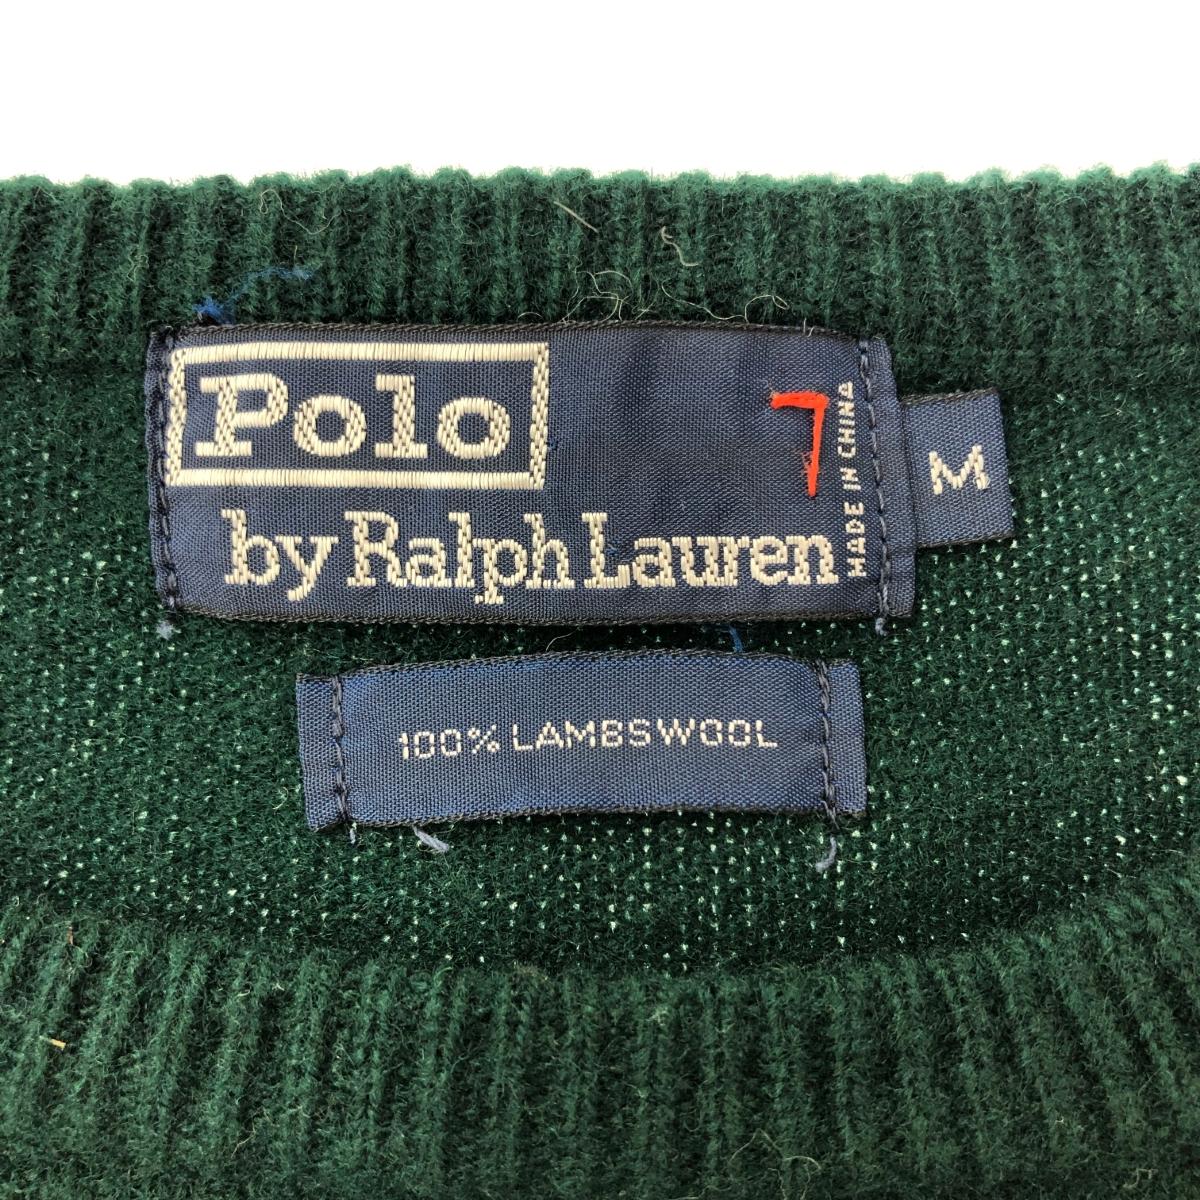 Polo
by Ralph Lauren
MADE IN CHINA
M
100% LAMBSWOOL